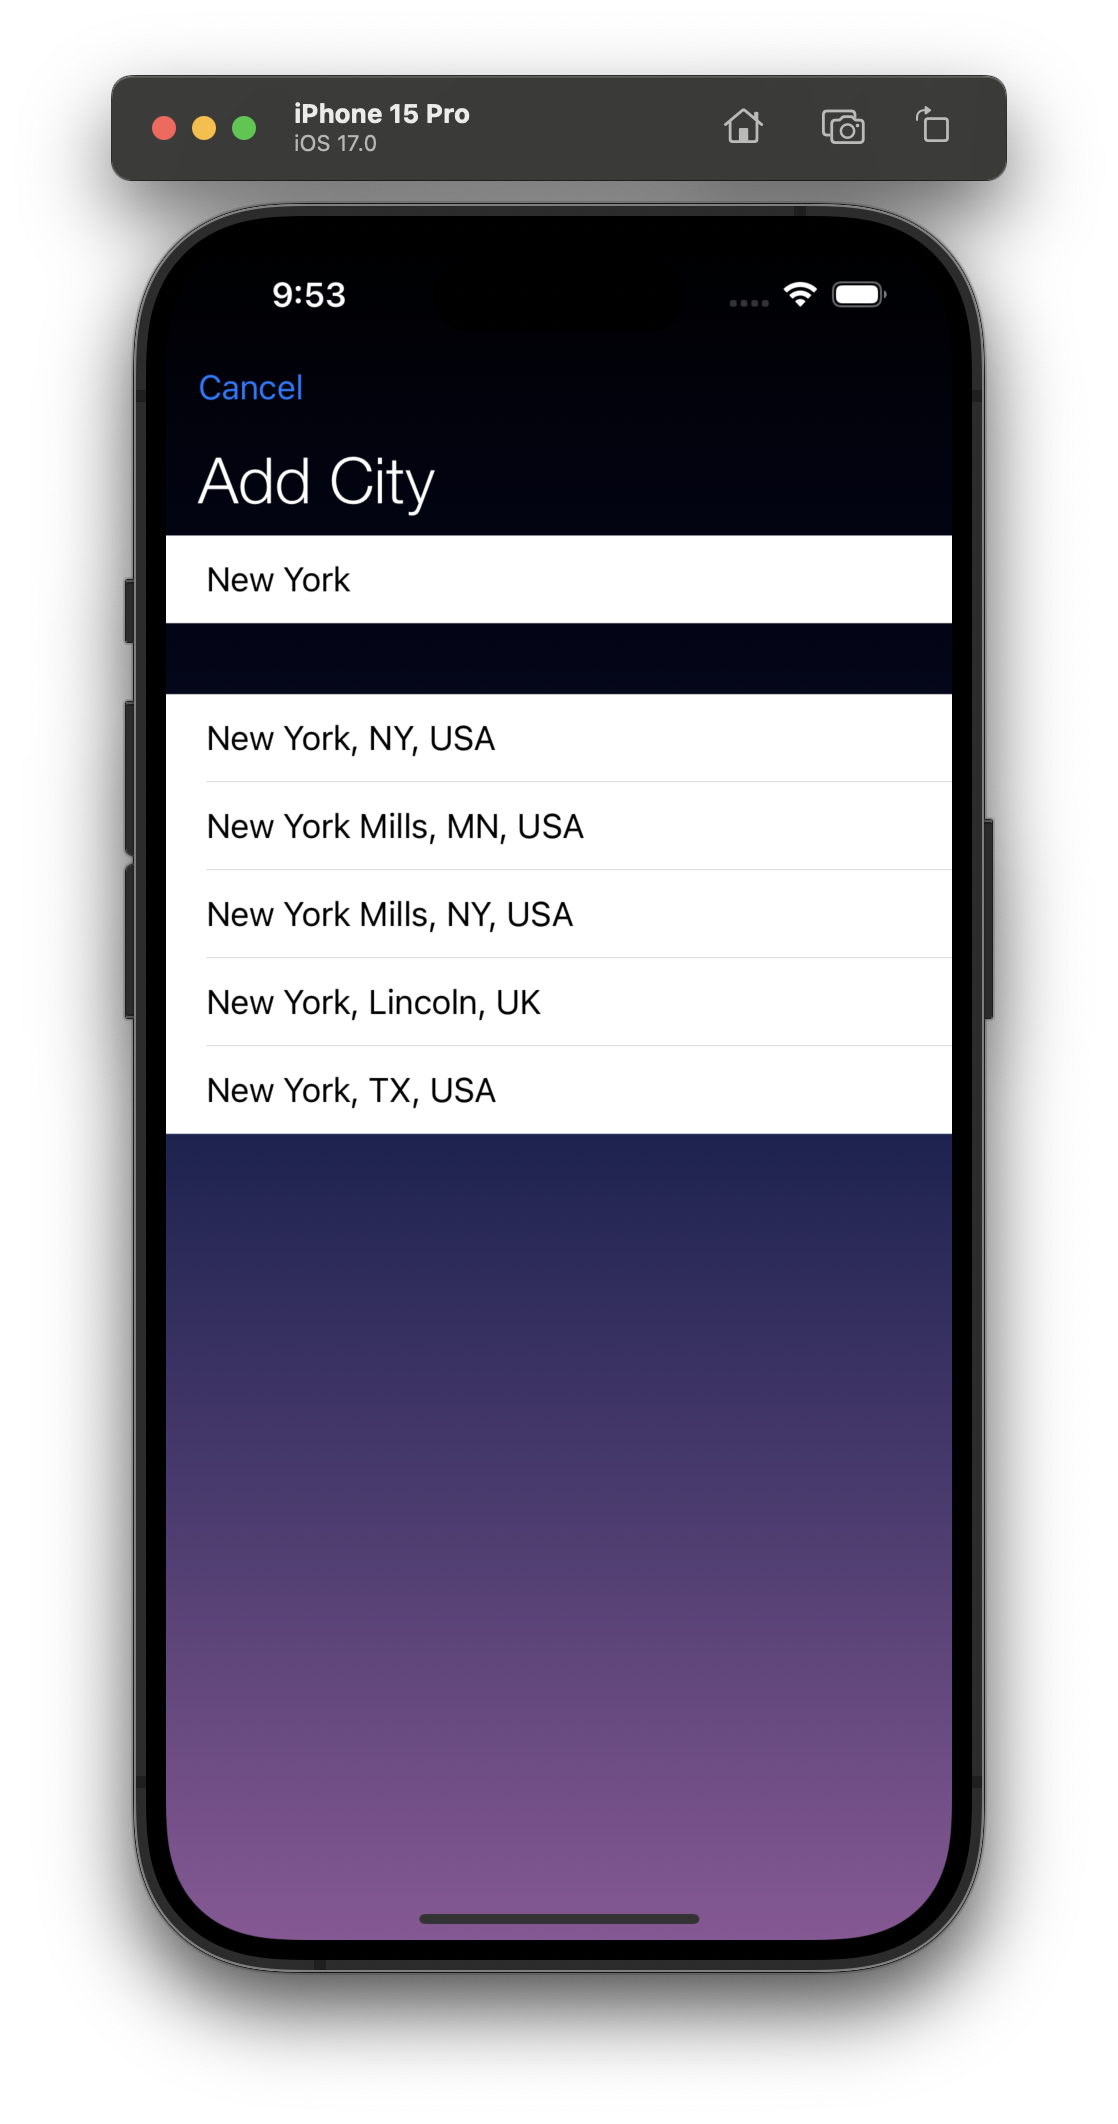 iPhone 15 Pro
iOS 17.0
9:53
Cancel
Add City
New York
New York, NY, USA
New York Mills, MN, USA
New York Mills, NY, USA
New York, Lincoln, UK
New York, TX, USA